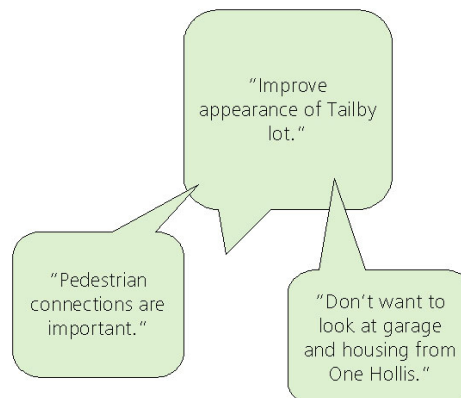 "Improve
appearance of Tailby
lot."
"Pedestrian
connections are
important."
"Don't want to
look at garage
and housing from
One Hollis."